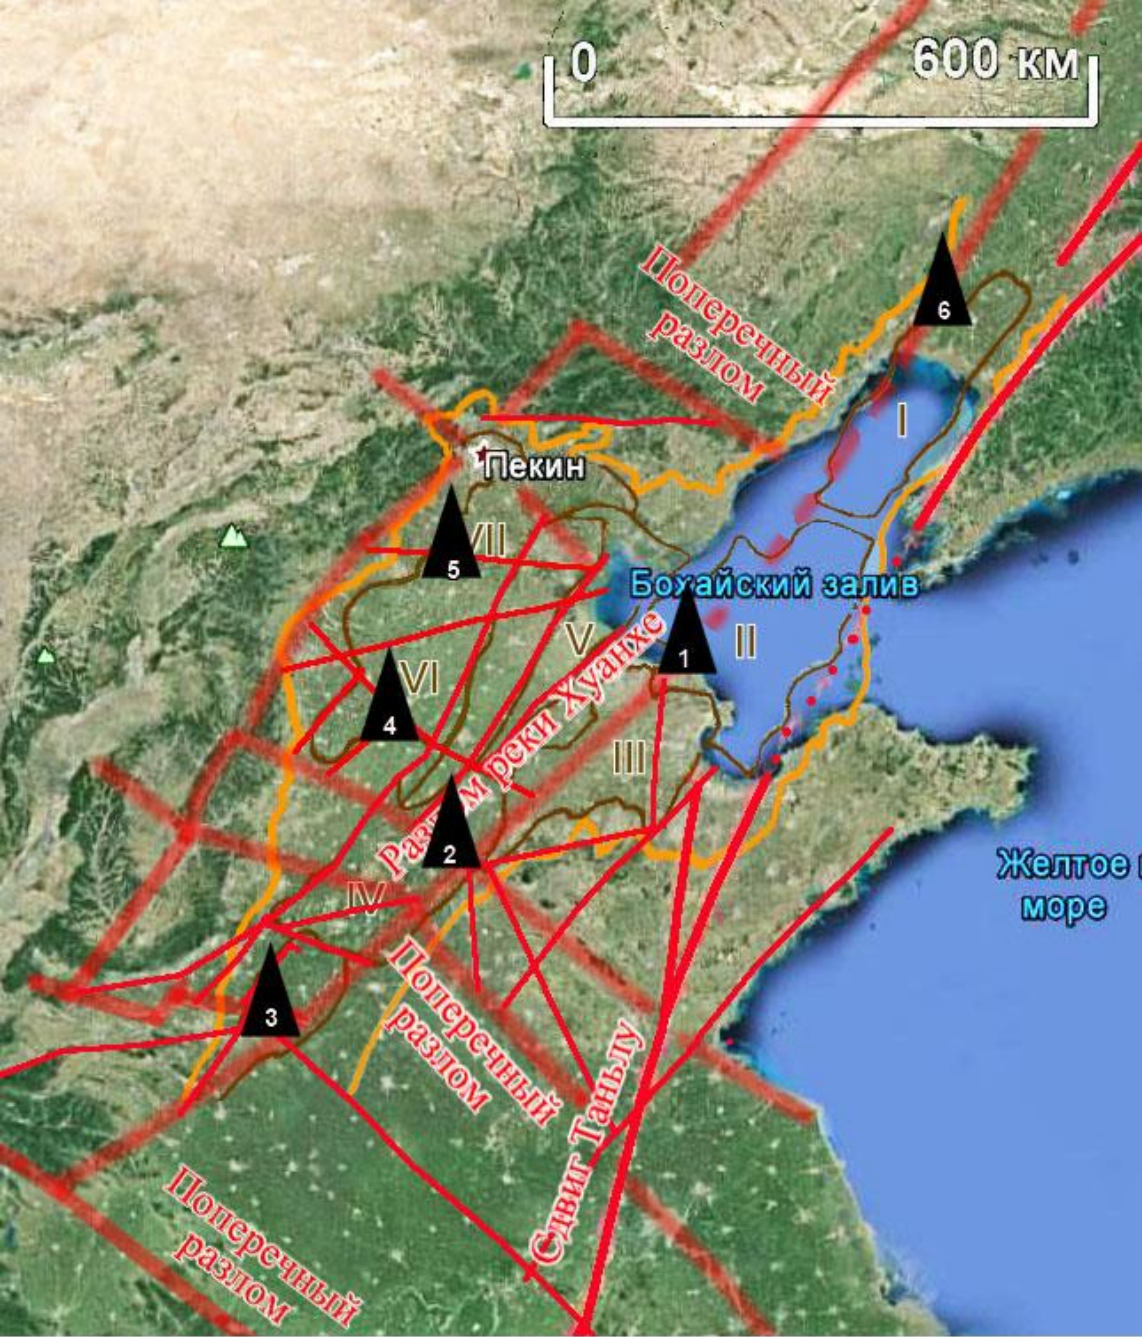 0
600 км
Поперечный
разлом
6
I
Пекин
VII
5
Бохайский залив
V
II
1
VI
4
III
Разлом реки Хуанхе
2
Желтое
море
IV
Поперечный
разлом
3
Сдвиг Таньлу
Поперечный
разлом